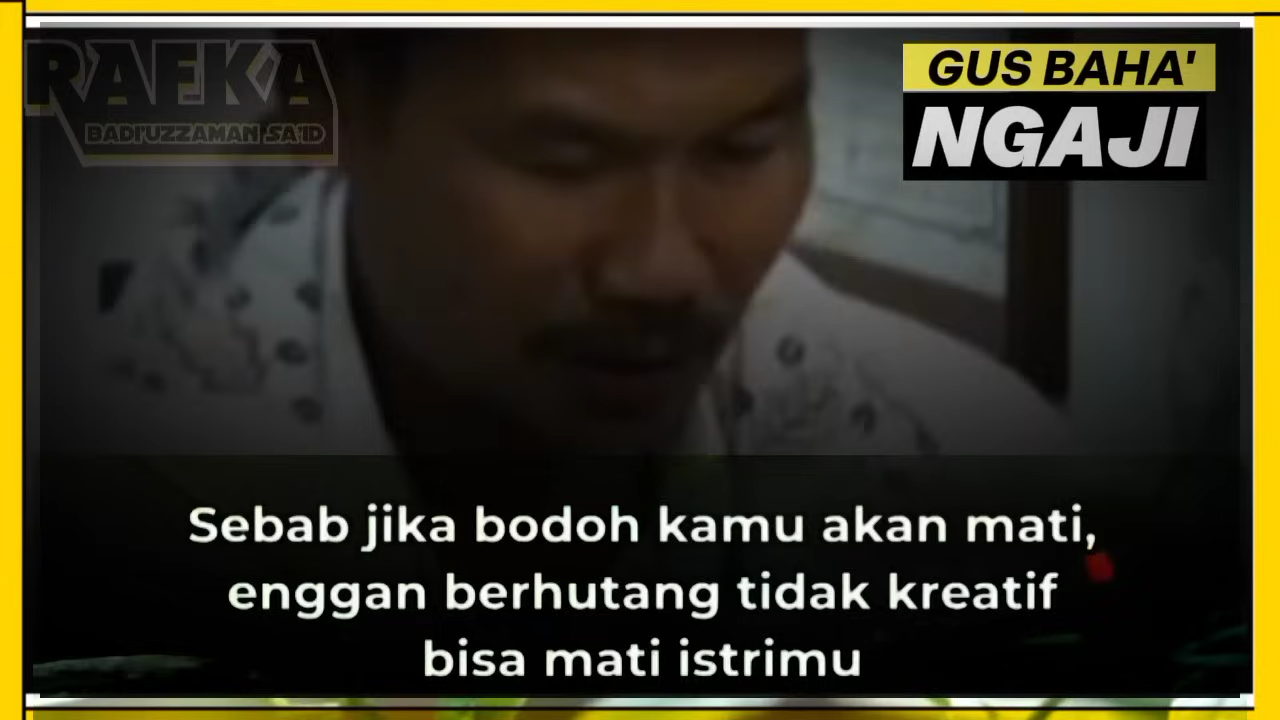 RAFKA
BADI'UZZAMAN SA'ID
GUS BAHA'
NGAJI
Sebab jika bodoh kamu akan mati,
enggan berhutang tidak kreatif
bisa mati istrimu